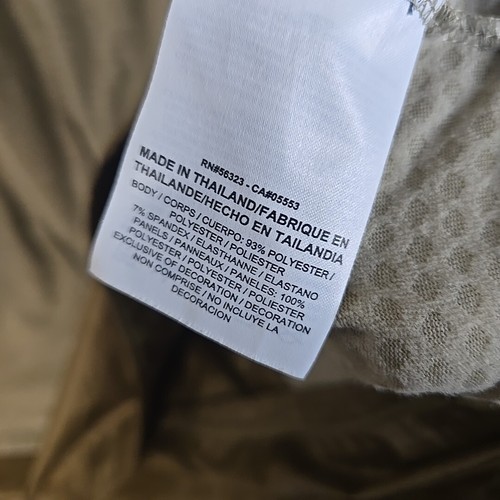 RN#56323 - CA#05553
MADE IN THAILAND/FABRIQUE EN
THAILANDE/HECHO EN TAILANDIA
BODY / CORPS / CUERPO: 93% POLYESTER /
POLYESTER / POLIESTER
7% SPANDEX / ELASTHANNE / ELASTANO
PANELS / PANNEAUX / PANELES: 100%
POLYESTER / POLYESTER / POLIESTER
EXCLUSIVE OF DECORATION / DECORATION
NON COMPRISE / NO INCLUYE LA
DECORACION